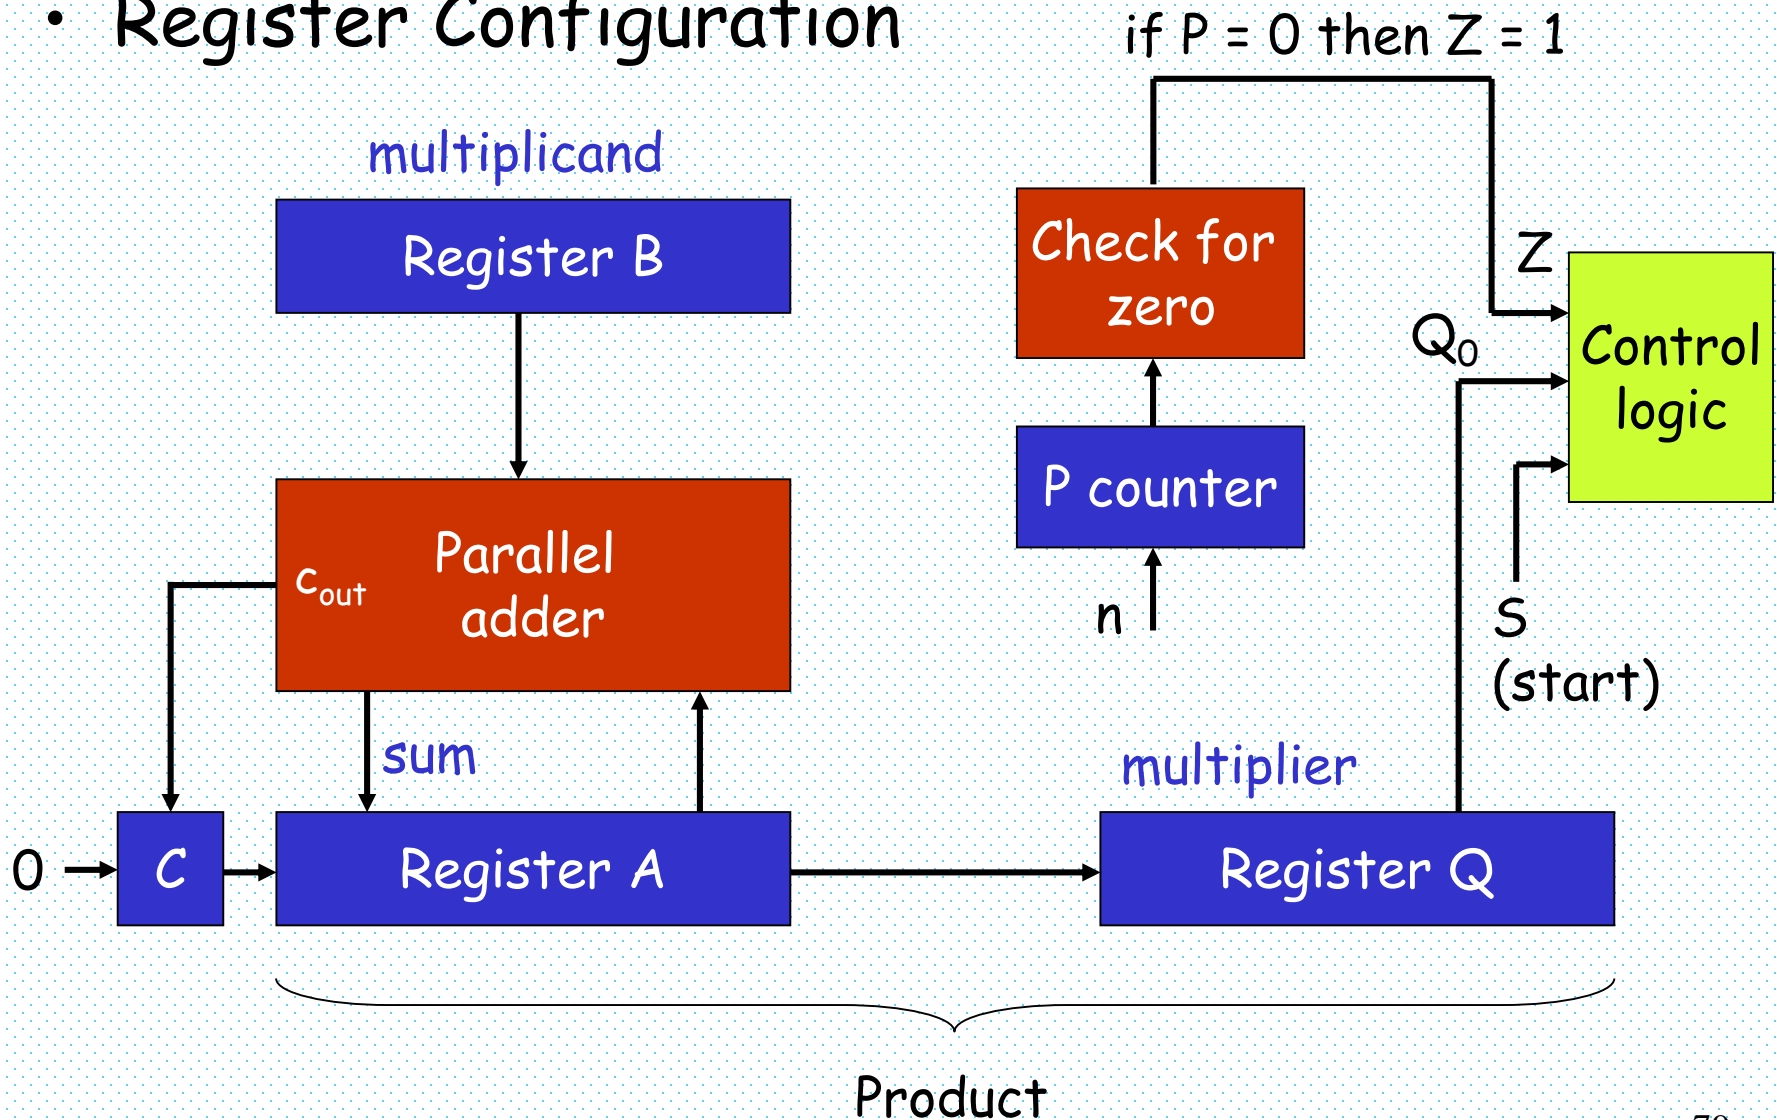 • Register Configuration
if P = 0 then Z = 1
multiplicand
Register B
Check for
zero
Z
Q0
Control
logic
P counter
Parallel
adder
cout
n
S
(start)
sum
multiplier
0
C
Register A
Register Q
Product